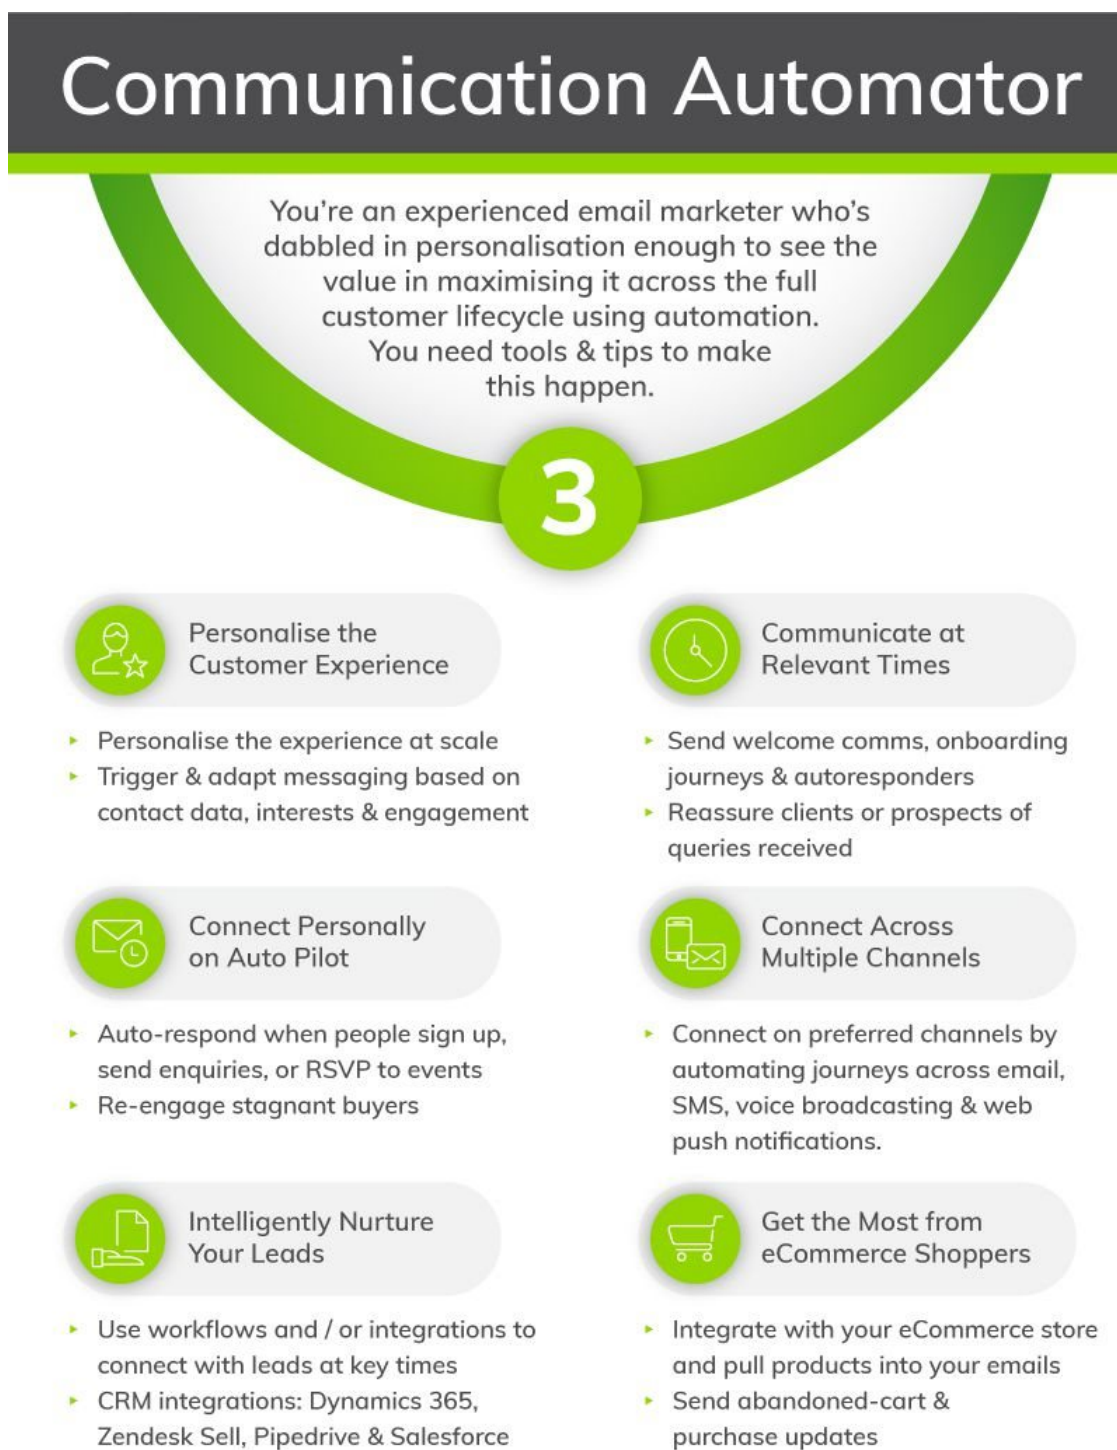 Communication Automator
You're an experienced email marketer who's
dabbled in personalisation enough to see the
value in maximising it across the full
customer lifecycle using automation.
You need tools & tips to make
this happen.
3
Personalise the
Customer Experience
▸ Personalise the experience at scale
▸ Trigger & adapt messaging based on
contact data, interests & engagement
Communicate at
Relevant Times
▸ Send welcome comms, onboarding
journeys & autoresponders
▸ Reassure clients or prospects of
queries received
Connect Personally
on Auto Pilot
▸ Auto-respond when people sign up,
send enquiries, or RSVP to events
▸ Re-engage stagnant buyers
Connect Across
Multiple Channels
▸ Connect on preferred channels by
automating journeys across email,
SMS, voice broadcasting & web
push notifications.
Intelligently Nurture
Your Leads
▸ Use workflows and / or integrations to
connect with leads at key times
▸ CRM integrations: Dynamics 365,
Zendesk Sell, Pipedrive & Salesforce
Get the Most from
eCommerce Shoppers
▸ Integrate with your eCommerce store
and pull products into your emails
▸ Send abandoned-cart &
purchase updates